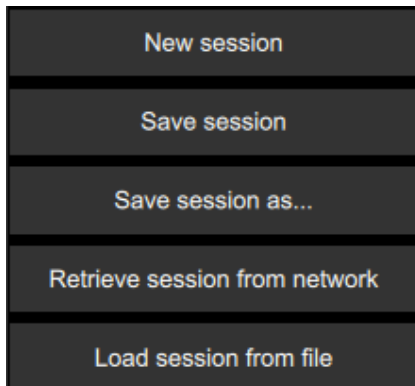 New session
Save session
Save session as...
Retrieve session from network
Load session from file